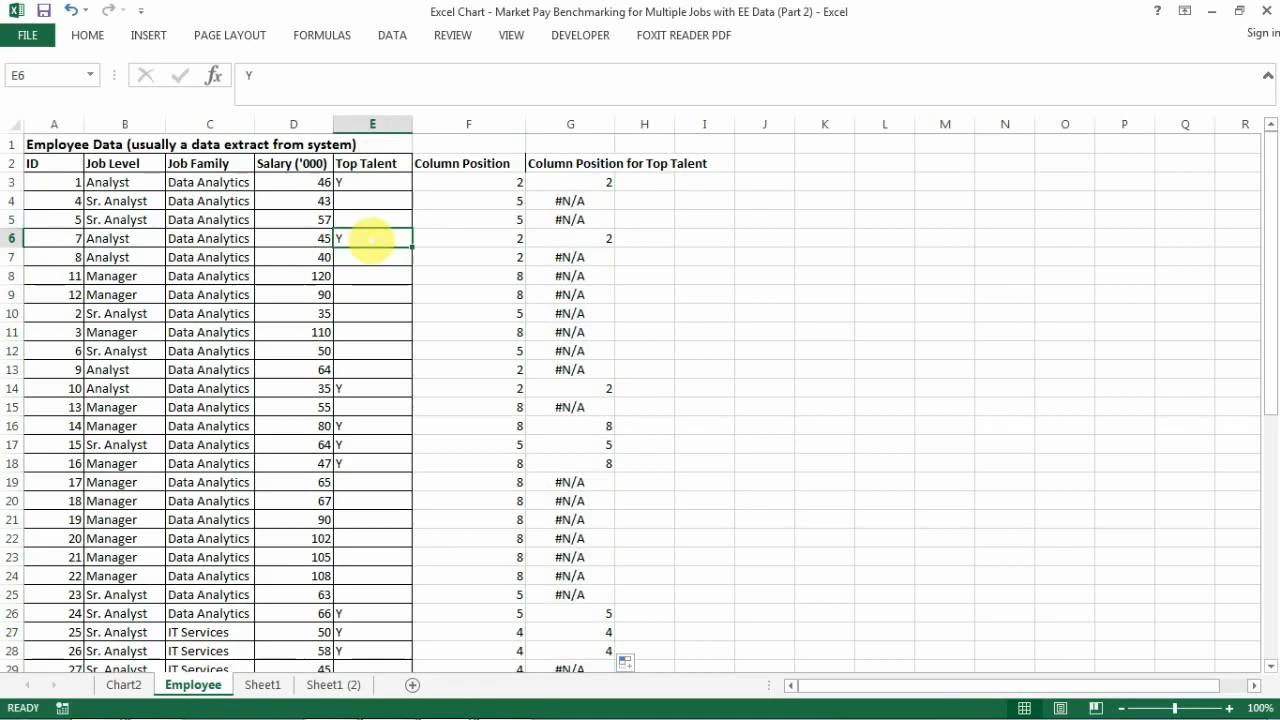 Excel Chart - Market Pay Benchmarking for Multiple Jobs with EE Data (Part 2) - Excel
?
Sign in
FILE HOME INSERT PAGE LAYOUT FORMULAS DATA REVIEW VIEW DEVELOPER FOXIT READER PDF
E6 fx Y
A B C D E F G H I J K L M N O P Q R
1 Employee Data (usually a data extract from system)
2 ID Job Level Job Family Salary ('000) Top Talent Column Position Column Position for Top Talent
3 1 Analyst Data Analytics 46 Y 2 2
4 4 Sr. Analyst Data Analytics 43 5 #N/A
5 5 Sr. Analyst Data Analytics 57 5 #N/A
6 7 Analyst Data Analytics 45 Y 2 2
7 8 Analyst Data Analytics 40 2 #N/A
8 11 Manager Data Analytics 120 8 #N/A
9 12 Manager Data Analytics 90 8 #N/A
10 2 Sr. Analyst Data Analytics 35 5 #N/A
11 3 Manager Data Analytics 110 8 #N/A
12 6 Sr. Analyst Data Analytics 50 5 #N/A
13 9 Analyst Data Analytics 64 2 #N/A
14 10 Analyst Data Analytics 35 Y 2 2
15 13 Manager Data Analytics 55 8 #N/A
16 14 Manager Data Analytics 80 Y 8 8
17 15 Sr. Analyst Data Analytics 64 Y 5 5
18 16 Manager Data Analytics 47 Y 8 8
19 17 Manager Data Analytics 65 8 #N/A
20 18 Manager Data Analytics 67 8 #N/A
21 19 Manager Data Analytics 90 8 #N/A
22 20 Manager Data Analytics 102 8 #N/A
23 21 Manager Data Analytics 105 8 #N/A
24 22 Manager Data Analytics 108 8 #N/A
25 23 Sr. Analyst Data Analytics 63 5 #N/A
26 24 Sr. Analyst Data Analytics 66 Y 5 5
27 25 Sr. Analyst IT Services 50 Y 4 4
28 26 Sr. Analyst IT Services 58 Y 4 4
29 27 Sr. Analyst IT Services 45 4 #N/A
Chart2 Employee Sheet1 Sheet1 (2)
READY 100%